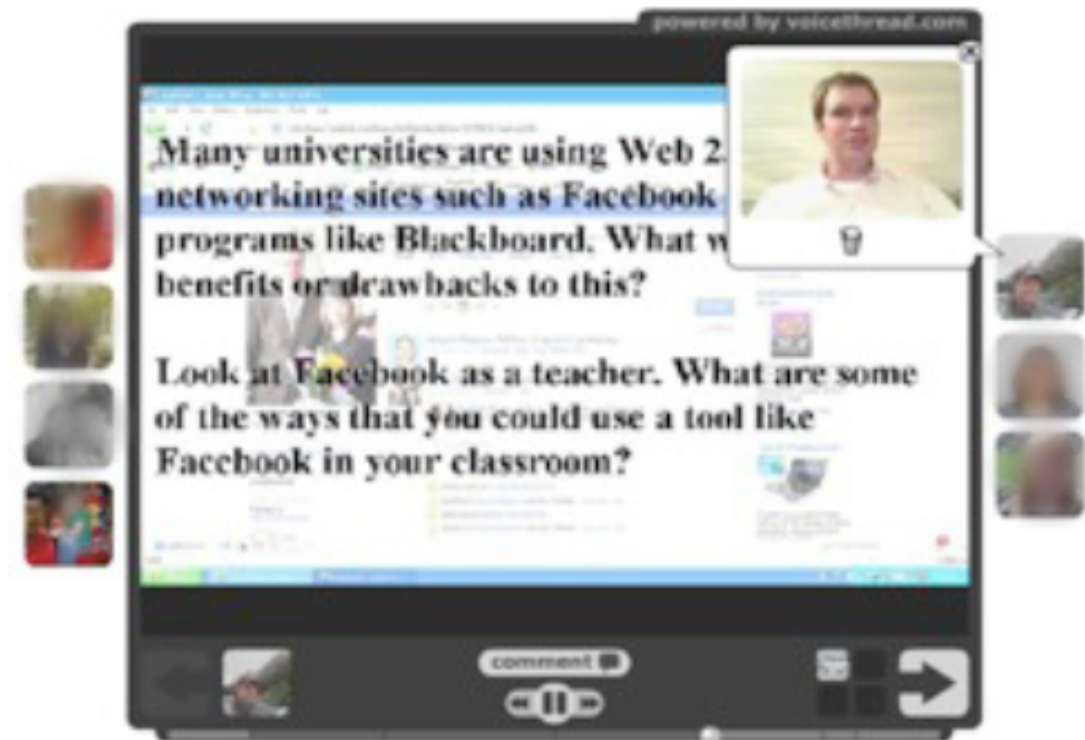 powered by voicethread.com
Many universities are using Web 2.
networking sites such as Facebook
programs like Blackboard. What w
benefits or drawbacks to this?
Look at Facebook as a teacher. What are some
of the ways that you could use a tool like
Facebook in your classroom?
comment